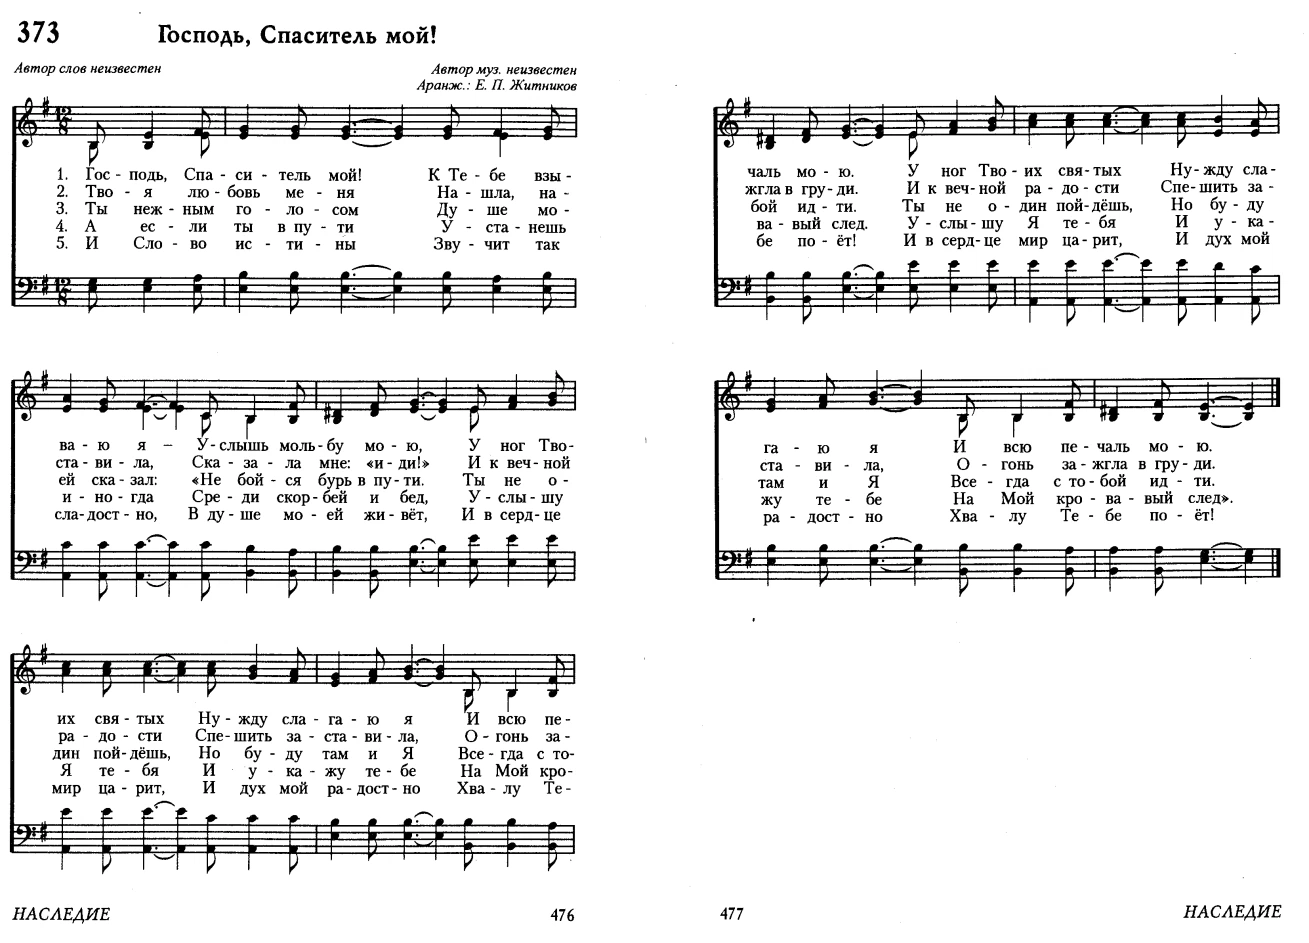 373
Господь, Спаситель мой!
Автор слов неизвестен
Автор муз. неизвестен
Аранж.: Е. П. Житников
1. Гос - подь, Спа - си - тель мой! К Те - бе взы -
2. Тво - я лю - бовь ме - ня На - шла, на -
3. Ты неж - ным го - ло - сом Ду - ше мо -
4. А ес - ли ты в пу - ти У - ста - нешь
5. И Сло - во ис - ти - ны Зву - чит так
ва - ю я – У - слышь моль - бу мо - ю, У ног Тво -
ста - ви - ла, Ска - за - ла мне: «и - ди!» И к веч - ной
ей ска - зал: «Не бой - ся бурь в пу - ти. Ты не о -
и - но - гда Сре - ди скор - бей и бед, У - слы - шу
сла - дост - но, В ду - ше мо - ей жи - вёт, И в серд - це
их свя - тых Ну - жду сла - га - ю я И всю пе -
ра - до - сти Спе - шить за - ста - ви - ла, О - гонь за -
дин пой - дёшь, Но бу - ду там и Я Все - гда с то -
Я те - бя И у - ка - жу те - бе На Мой кро -
мир ца - рит, И дух мой ра - дост - но Хва - лу Те -
НАСЛЕДИЕ 476
чаль мо - ю. У ног Тво - их свя - тых Ну - жду сла -
жгла в гру - ди. И к веч - ной ра - до - сти Спе - шить за -
бой ид - ти. Ты не о - дин пой - дёшь, Но бу - ду
ва - вый след. У - слы - шу Я те - бя И у - ка -
бе по - ёт! И в серд - це мир ца - рит, И дух мой
га - ю я И всю пе - чаль мо - ю.
ста - ви - ла, О - гонь за - жгла в гру - ди.
там и Я Все - гда с то - бой ид - ти.
жу те - бе На Мой кро - ва - вый след».
ра - дост - но Хва - лу Те - бе по - ёт!
477 НАСЛЕДИЕ